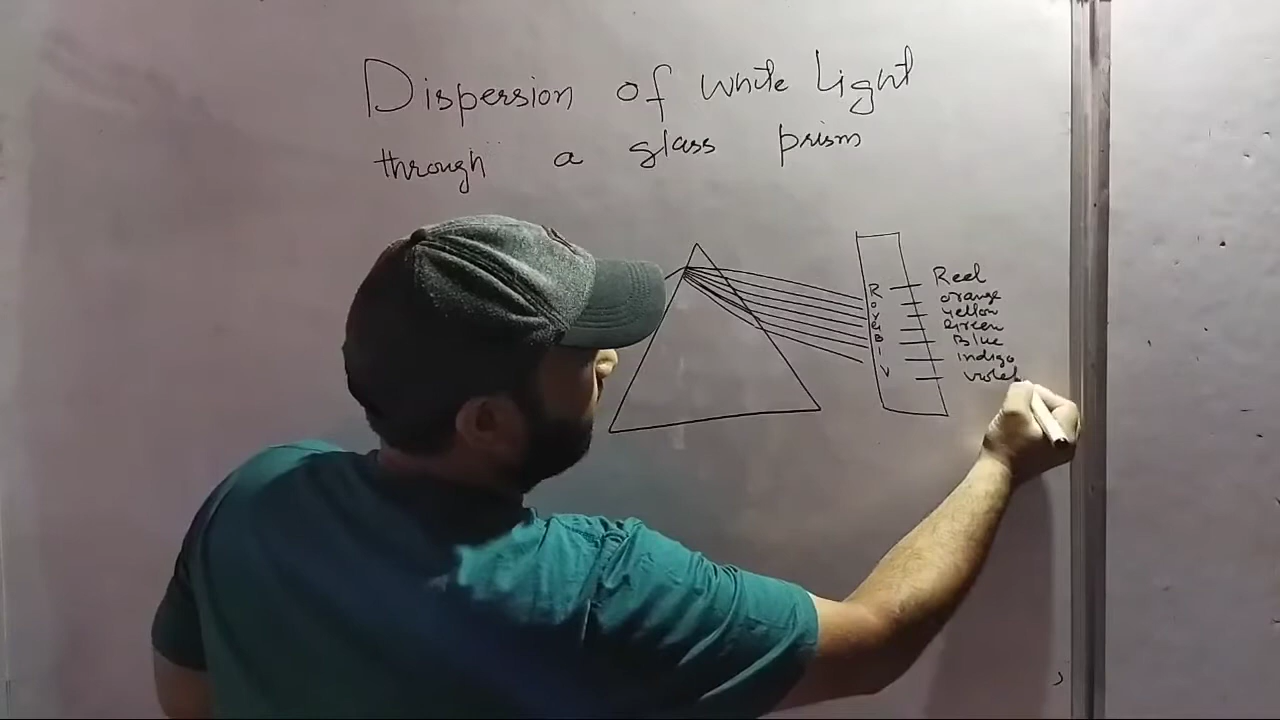 Dispersion of white Light
through a glass prism
R Red
O orange
Y yellow
G Green
B Blue
I indigo
V violet